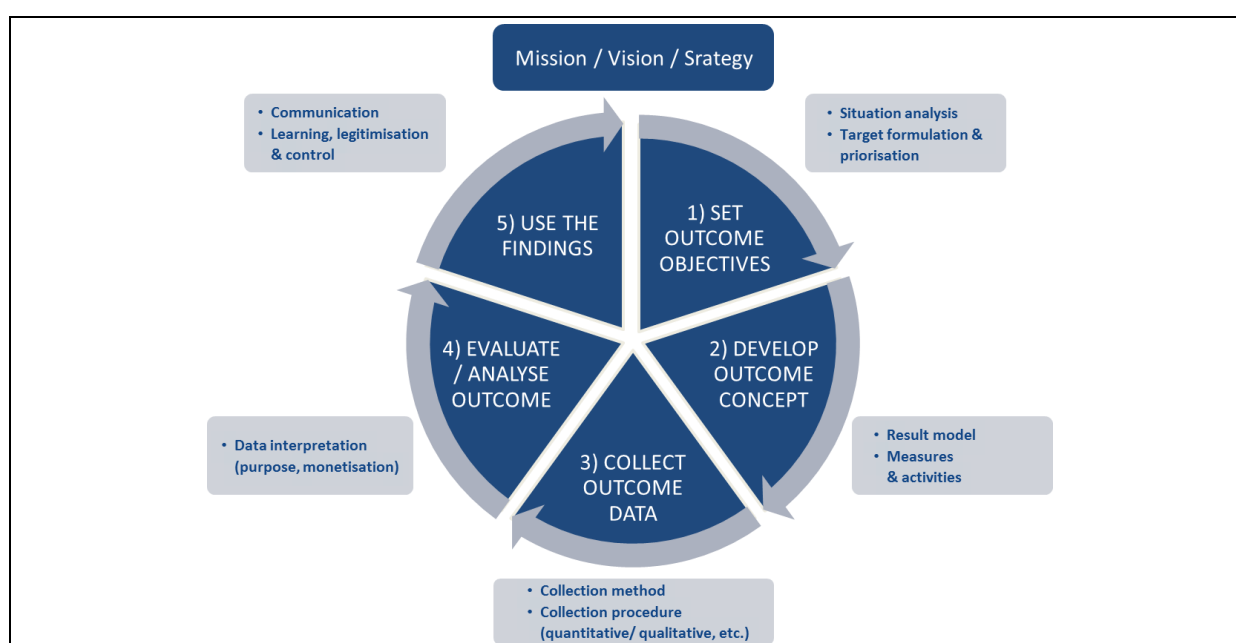 Mission / Vision / Srategy
• Communication
• Learning, legitimisation
& control
• Situation analysis
• Target formulation &
priorisation
5) USE THE
FINDINGS
1) SET
OUTCOME
OBJECTIVES
4) EVALUATE
/ ANALYSE
OUTCOME
2) DEVELOP
OUTCOME
CONCEPT
• Data interpretation
(purpose, monetisation)
3) COLLECT
OUTCOME
DATA
• Result model
• Measures
& activities
• Collection method
• Collection procedure
(quantitative/ qualitative, etc.)